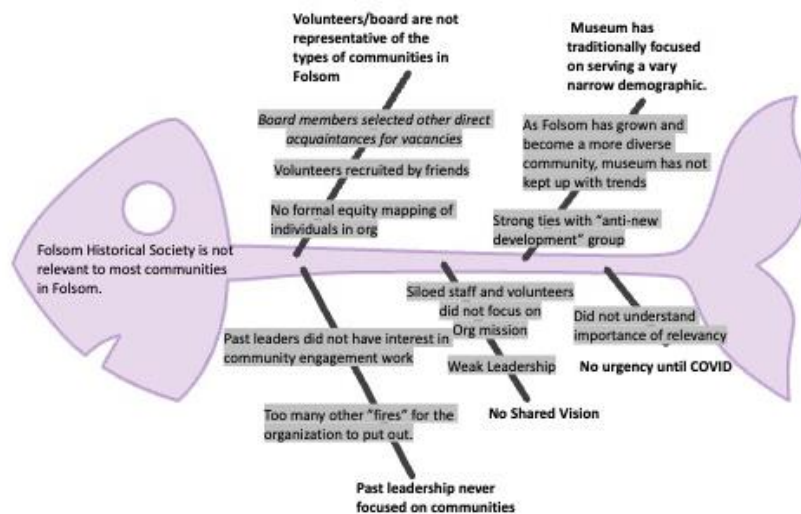 Volunteers/board are not
representative of the
types of communities in
Folsom
Board members selected other direct
acquaintances for vacancies
Volunteers recruited by friends
No formal equity mapping of
individuals in org
Museum has
traditionally focused
on serving a vary
narrow demographic.
As Folsom has grown and
become a more diverse
community, museum has not
kept up with trends
Strong ties with “anti-new
development” group
Folsom Historical Society is not
relevant to most communities
in Folsom.
Past leaders did not have interest in
community engagement work
Too many other “fires” for the
organization to put out.
Past leadership never
focused on communities
Siloed staff and volunteers
did not focus on
Org mission
Weak Leadership
No Shared Vision
Did not understand
importance of relevancy
No urgency until COVID